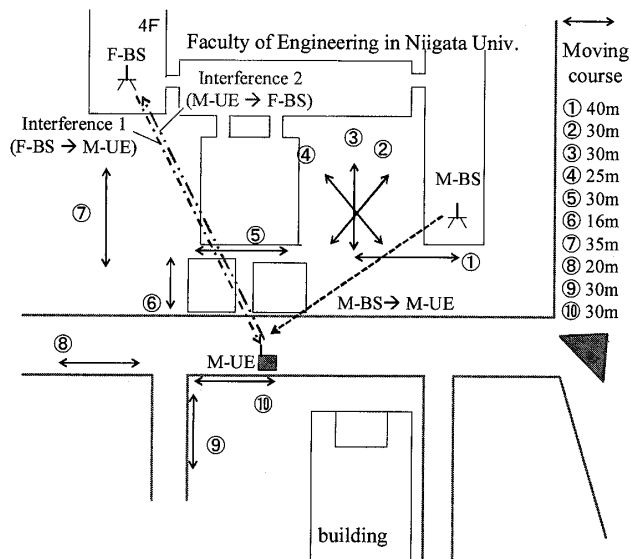 4F
Faculty of Engineering in Niigata Univ.
F-BS
Interference 2
(M-UE → F-BS)
Interference 1
(F-BS → M-UE)
Moving
course
① 40m
② 30m
③ 30m
④ 25m
⑤ 30m
⑥ 16m
⑦ 35m
⑧ 20m
⑨ 30m
⑩ 30m
③
②
④
M-BS
⑦
⑤
①
⑥
M-BS→ M-UE
⑧
M-UE
⑩
⑨
building